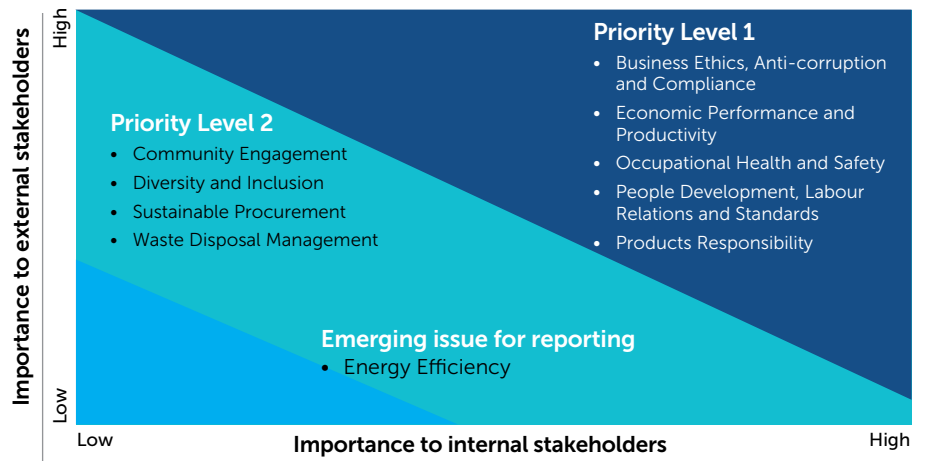 Importance to external stakeholders
High
Low
Priority Level 1
• Business Ethics, Anti-corruption
and Compliance
• Economic Performance and
Productivity
• Occupational Health and Safety
• People Development, Labour
Relations and Standards
• Products Responsibility
Priority Level 2
• Community Engagement
• Diversity and Inclusion
• Sustainable Procurement
• Waste Disposal Management
Emerging issue for reporting
• Energy Efficiency
Low
Importance to internal stakeholders
High